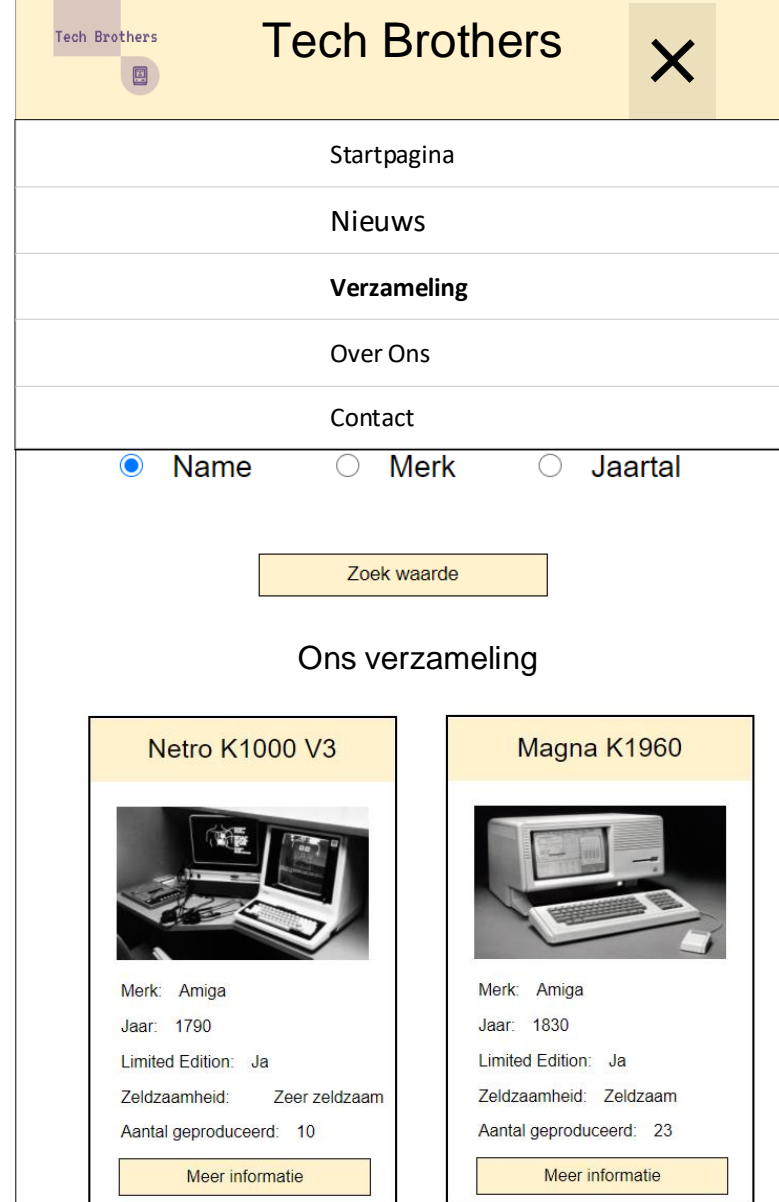 Tech Brothers
Tech Brothers
Startpagina
Nieuws
Verzameling
Over Ons
Contact
Name Merk Jaartal
Zoek waarde
Ons verzameling
Netro K1000 V3
Merk: Amiga
Jaar: 1790
Limited Edition: Ja
Zeldzaamheid: Zeer zeldzaam
Aantal geproduceerd: 10
Meer informatie
Magna K1960
Merk: Amiga
Jaar: 1830
Limited Edition: Ja
Zeldzaamheid: Zeldzaam
Aantal geproduceerd: 23
Meer informatie